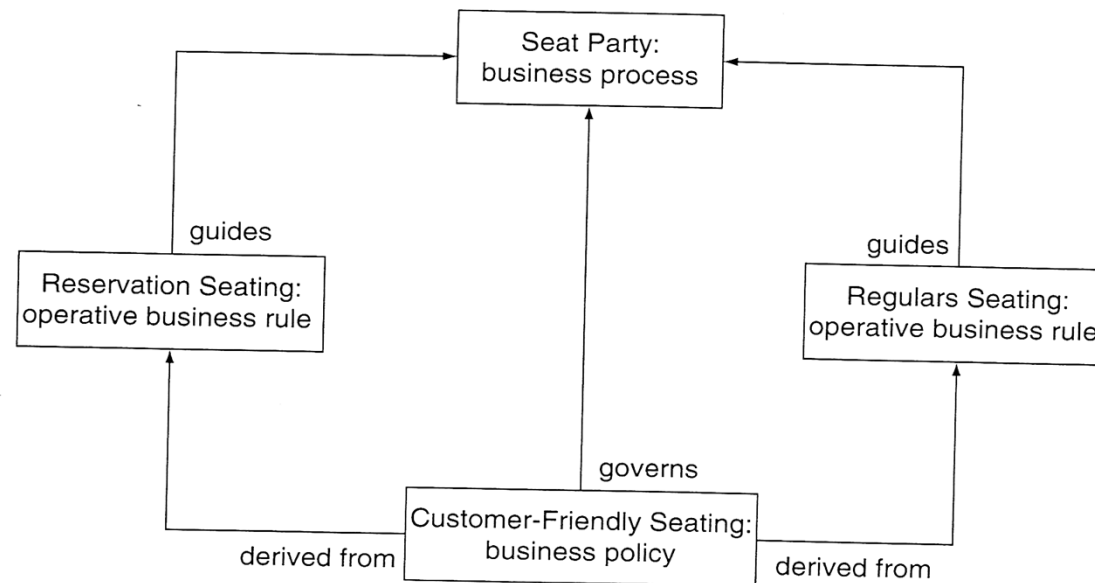 Seat Party:
business process
guides
guides
Reservation Seating:
operative business rule
Regulars Seating:
operative business rule
governs
Customer-Friendly Seating:
business policy
derived from
derived from